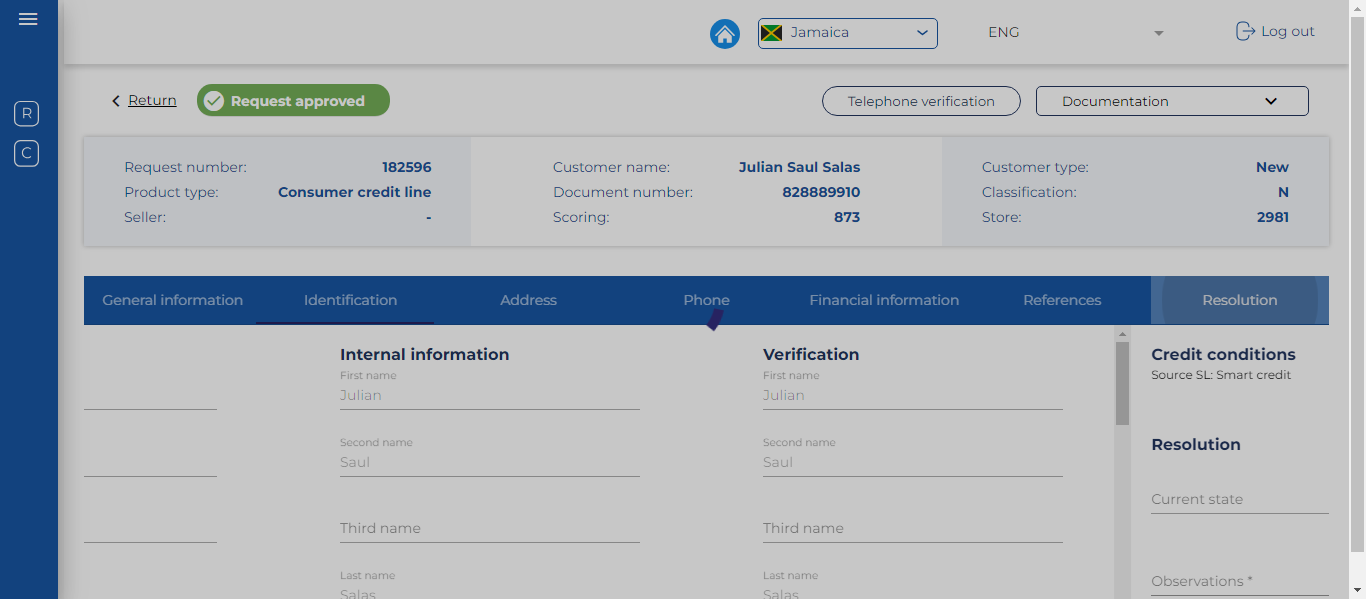 Jamaica
ENG
Log out
R
C
Return
Request approved
Telephone verification
Documentation
Request number: 182596
Product type: Consumer credit line
Seller: -
Customer name: Julian Saul Salas
Document number: 828889910
Scoring: 873
Customer type: New
Classification: N
Store: 2981
General information
Identification
Address
Phone
Financial information
References
Resolution
Internal information
First name
Julian
Second name
Saul
Third name
Last name
Salas
Verification
First name
Julian
Second name
Saul
Third name
Last name
Salas
Credit conditions
Source SL: Smart credit
Resolution
Current state
Observations *